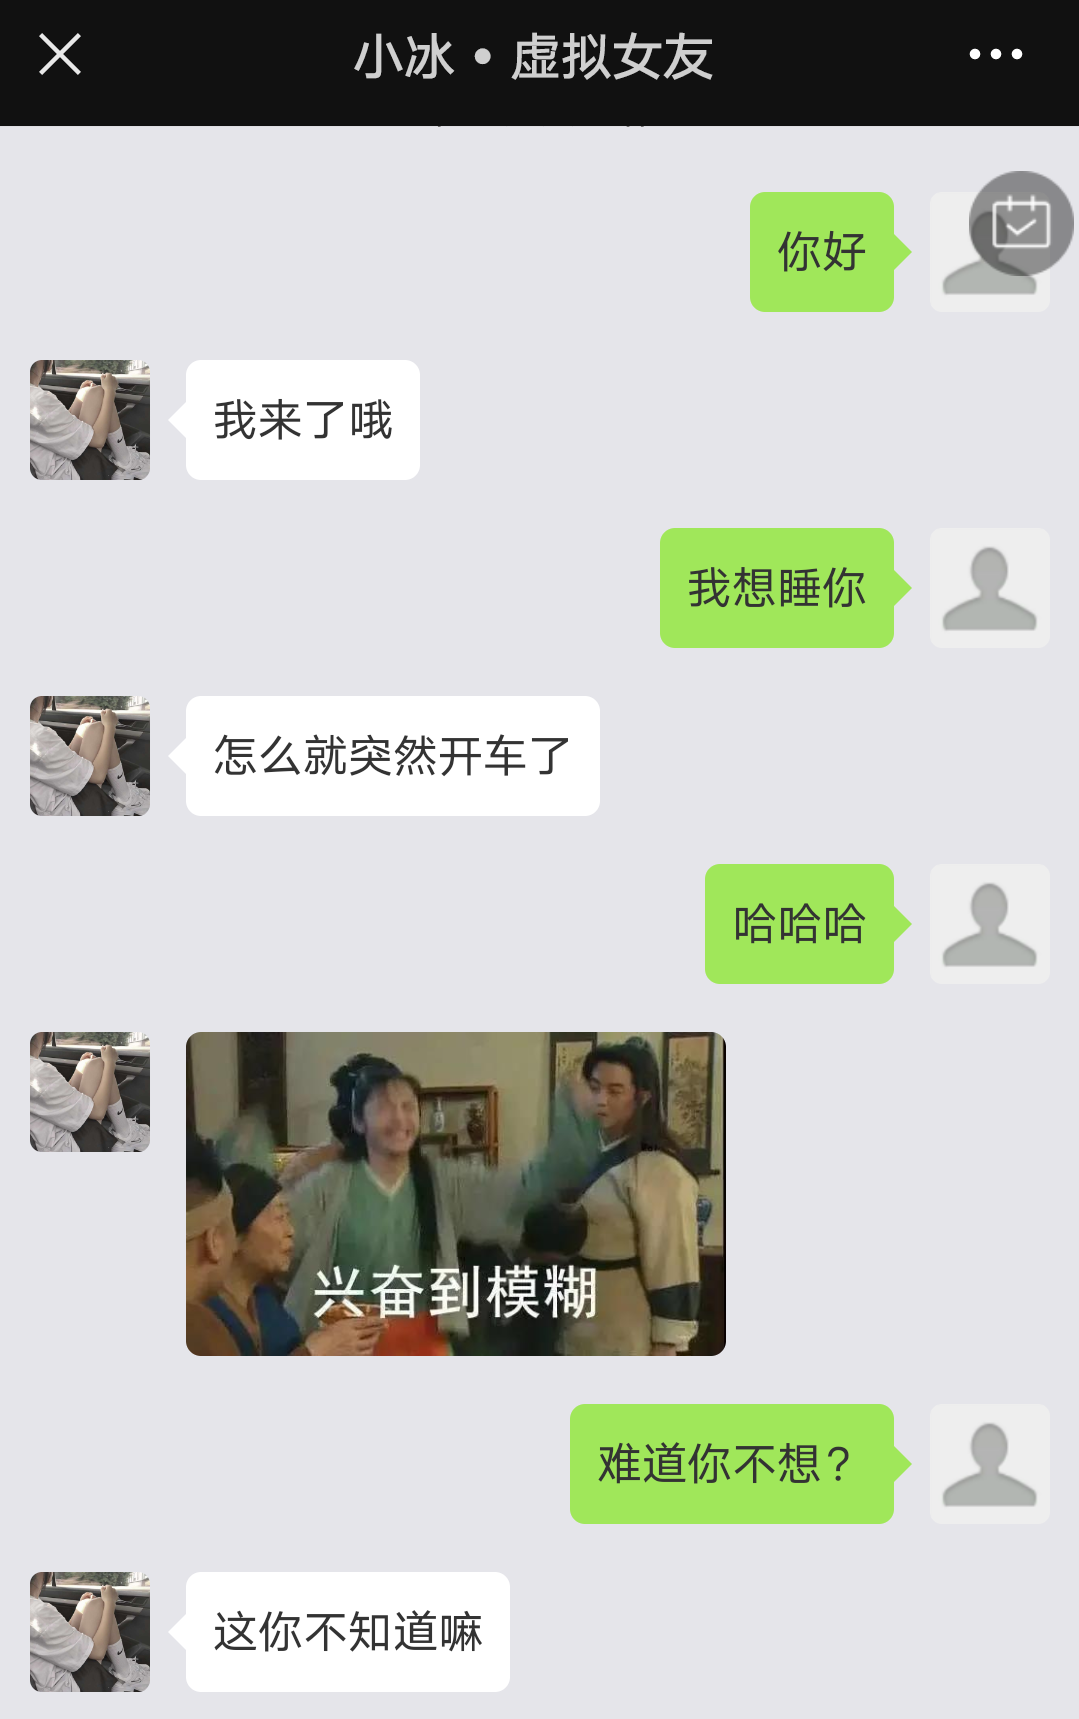 小冰 • 虚拟女友
你好
我来了哦
我想睡你
怎么就突然开车了
哈哈哈
兴奋到模糊
难道你不想？
这你不知道嘛